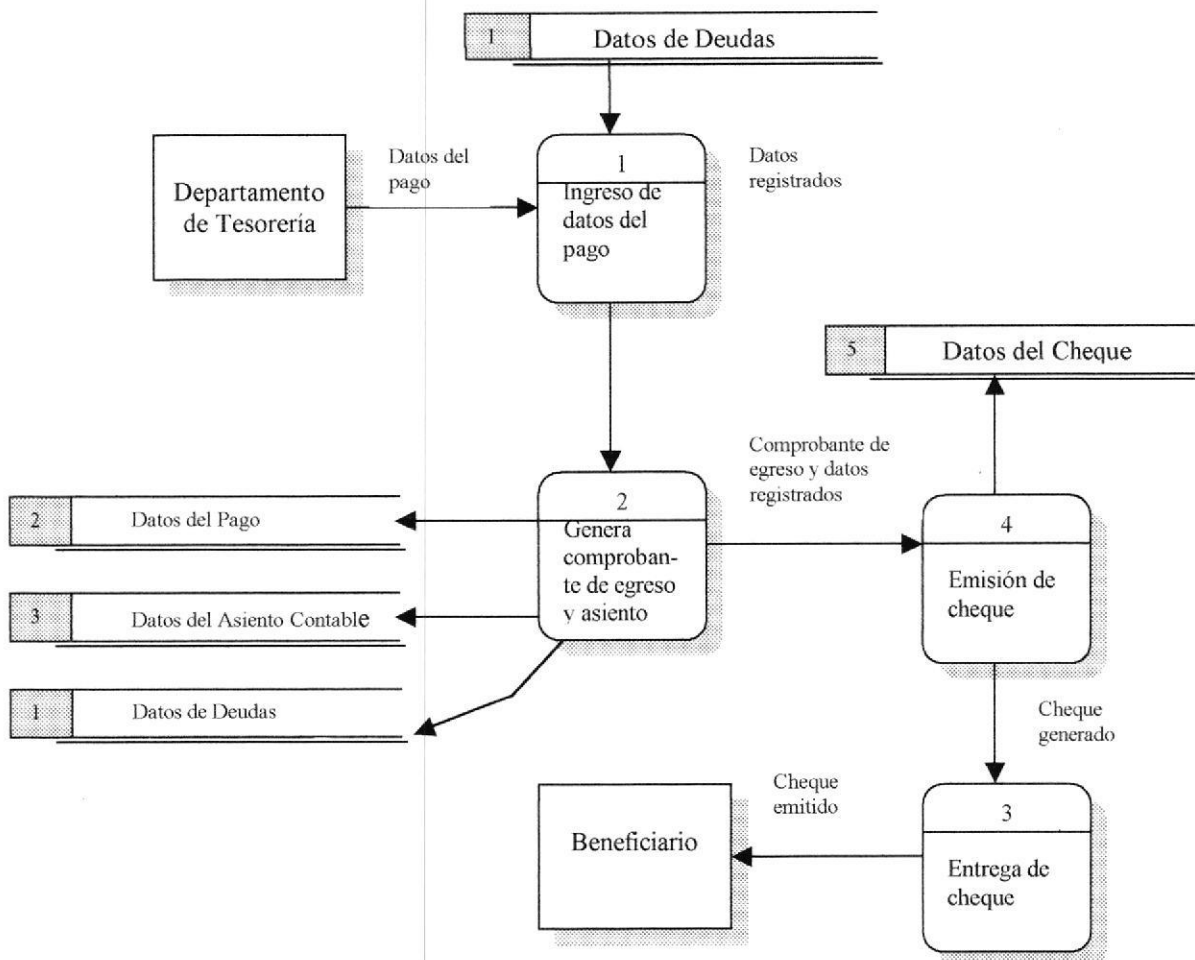 1 Datos de Deudas
Departamento
de Tesorería
Datos del
pago
1
Ingreso de
datos del
pago
Datos
registrados
5 Datos del Cheque
2 Datos del Pago
3 Datos del Asiento Contable
1 Datos de Deudas
2
Genera
comproban-
te de egreso
y asiento
Comprobante de
egreso y datos
registrados
4
Emisión de
cheque
Cheque
generado
Beneficiario
Cheque
emitido
3
Entrega de
cheque